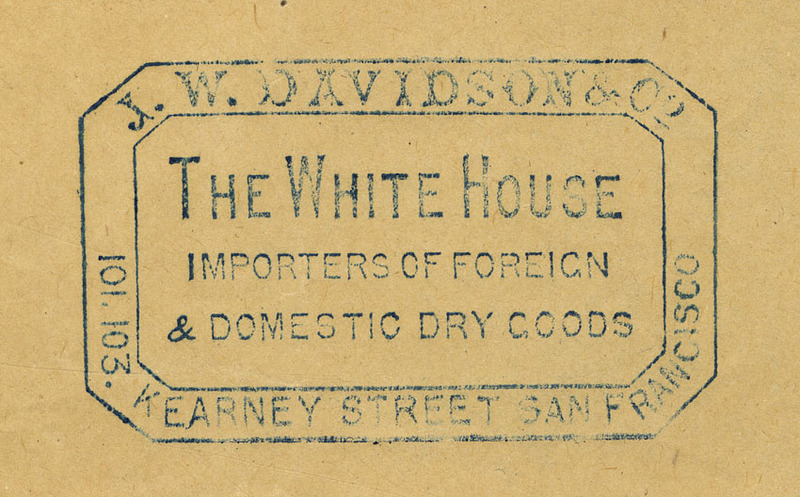 J. W. DAVIDSON & Co
THE WHITE HOUSE
IMPORTERS OF FOREIGN
& DOMESTIC DRY GOODS
101. 103. KEARNEY STREET SAN FRANCISCO